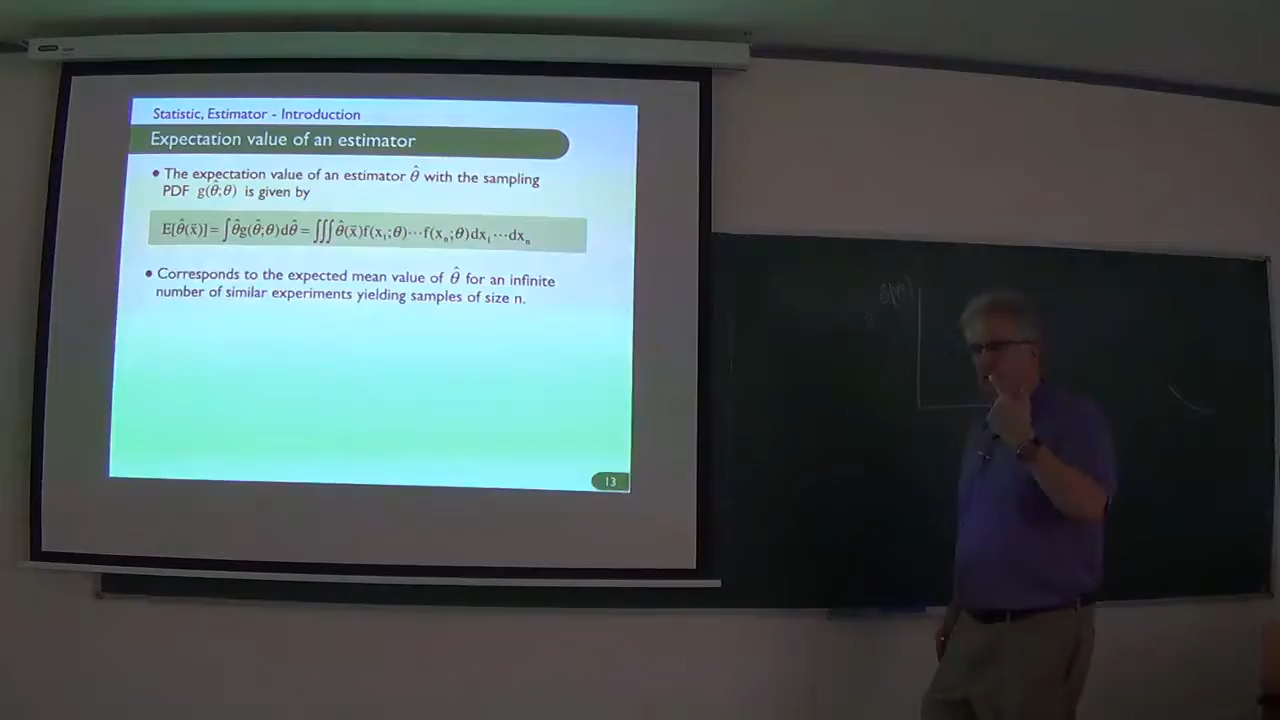 Statistic, Estimator - Introduction
Expectation value of an estimator
• The expectation value of an estimator θ̂ with the sampling
PDF g(θ̂;θ) is given by
E[θ̂(x⃗)] = ∫θ̂g(θ̂;θ)dθ̂ = ∫∫∫θ̂(x⃗)f(x₁;θ)⋯f(xₙ;θ)dx₁⋯dxₙ
• Corresponds to the expected mean value of θ̂ for an infinite
number of similar experiments yielding samples of size n.
13